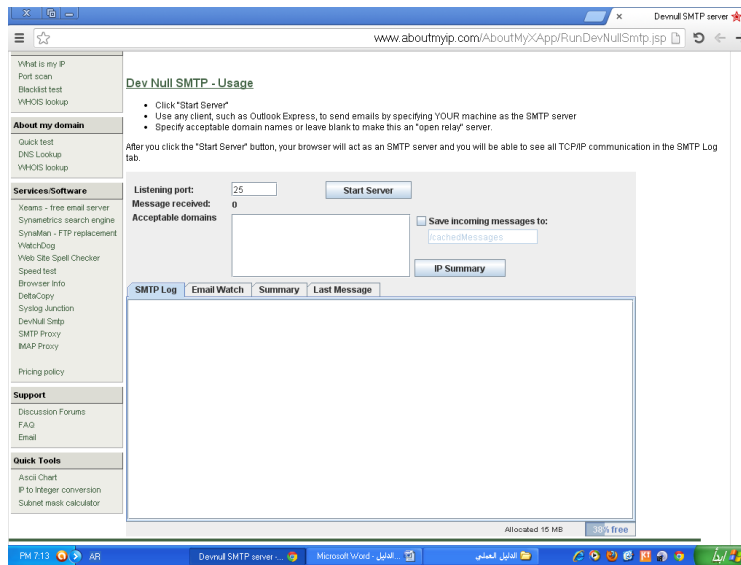 Devnull SMTP server
www.aboutmyip.com/AboutMyXApp/RunDevNullSmtp.jsp
What is my IP
Port scan
Blacklist test
WHOIS lookup
About my domain
Quick test
DNS Lookup
WHOIS lookup
Services/Software
Xeams - free email server
Synametrics search engine
SynaMan - FTP replacement
WatchDog
Web Site Spell Checker
Speed test
Browser Info
DeltaCopy
Syslog Junction
DevNull Smtp
SMTP Proxy
IMAP Proxy
Pricing policy
Support
Discussion Forums
FAQ
Email
Quick Tools
Ascii Chart
IP to Integer conversion
Subnet mask calculator
Dev Null SMTP - Usage
Click "Start Server"
Use any client, such as Outlook Express, to send emails by specifying YOUR machine as the SMTP server
Specify acceptable domain names or leave blank to make this an "open relay" server.
After you click the "Start Server" button, your browser will act as an SMTP server and you will be able to see all TCP/IP communication in the SMTP Log
tab.
Listening port: 25 Start Server
Message received: 0
Acceptable domains
Save incoming messages to:
/cachedMessages
IP Summary
SMTP Log Email Watch Summary Last Message
Allocated 15 MB 38% free
PM 7:13 AR Devnull SMTP server -... Microsoft Word - الدليل... الدليل العملي ابدأ